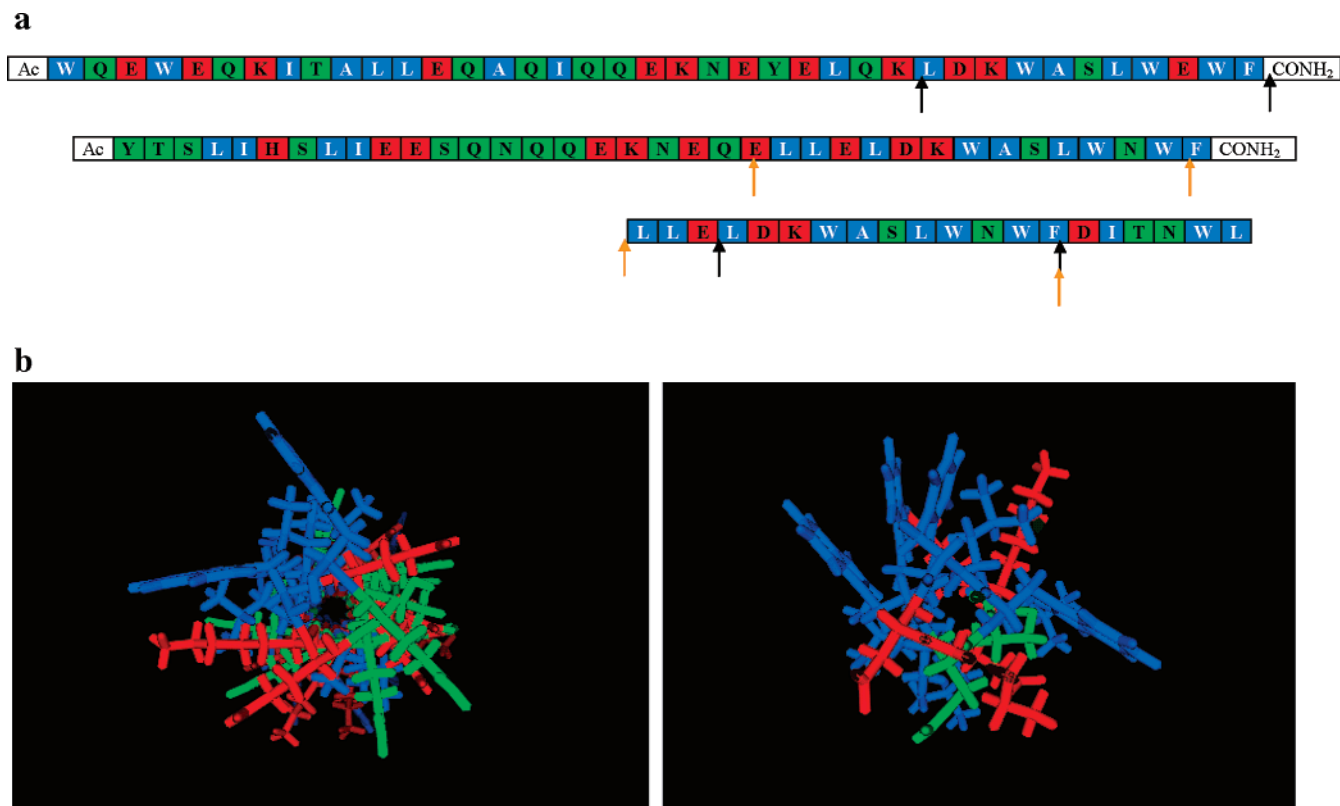 a
Ac W Q E W E Q K I T A L L E Q A Q I Q Q E K N E Y E L Q K L D K W A S L W E W F CONH₂
Ac Y T S L I H S L I E E S Q N Q Q E K N E Q E L L E L D K W A S L W N W F CONH₂
L L E L D K W A S L W N W F D I T N W L
b